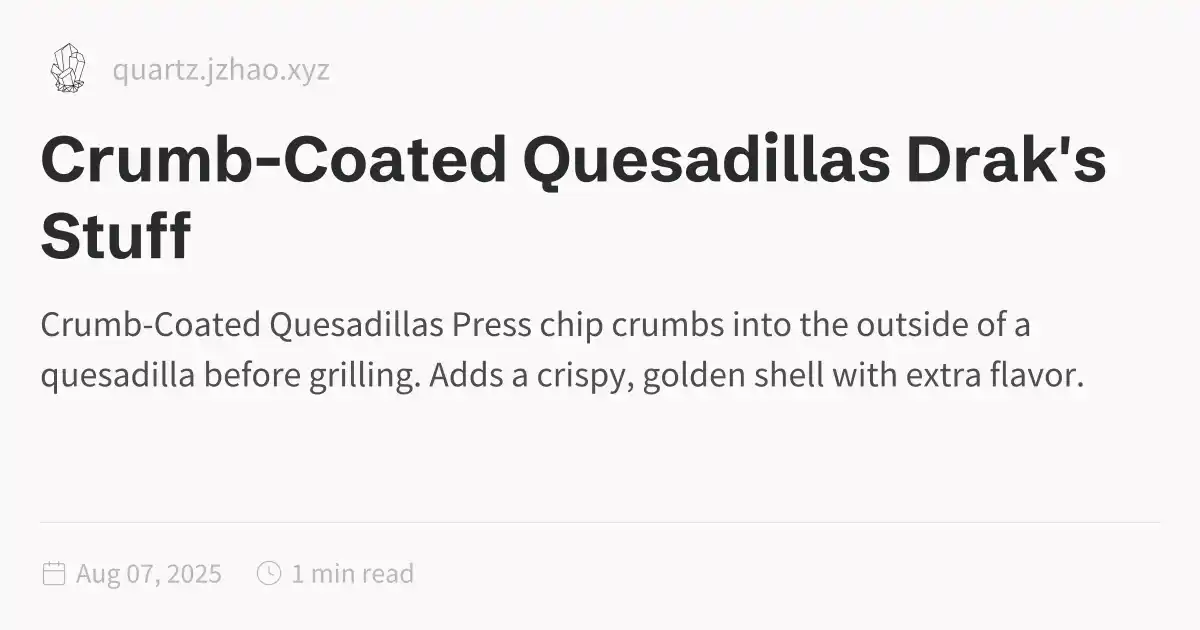 quartz.jzhao.xyz
Crumb-Coated Quesadillas Drak's
Stuff
Crumb-Coated Quesadillas Press chip crumbs into the outside of a
quesadilla before grilling. Adds a crispy, golden shell with extra flavor.
Aug 07, 2025 1 min read